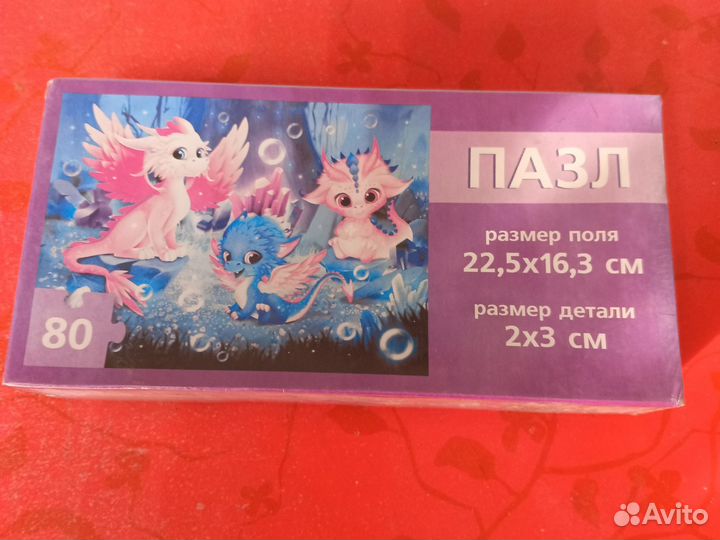 ПАЗЛ
размер поля
22,5х16,3 см
размер детали
2х3 см
80
Avito